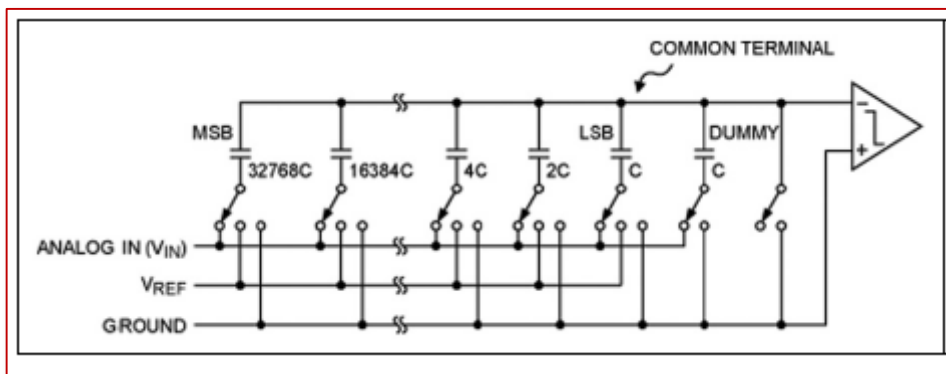 COMMON TERMINAL
MSB
LSB
DUMMY
32768C
16384C
4C
2C
C
C
ANALOG IN (VIN)
VREF
GROUND
−
+